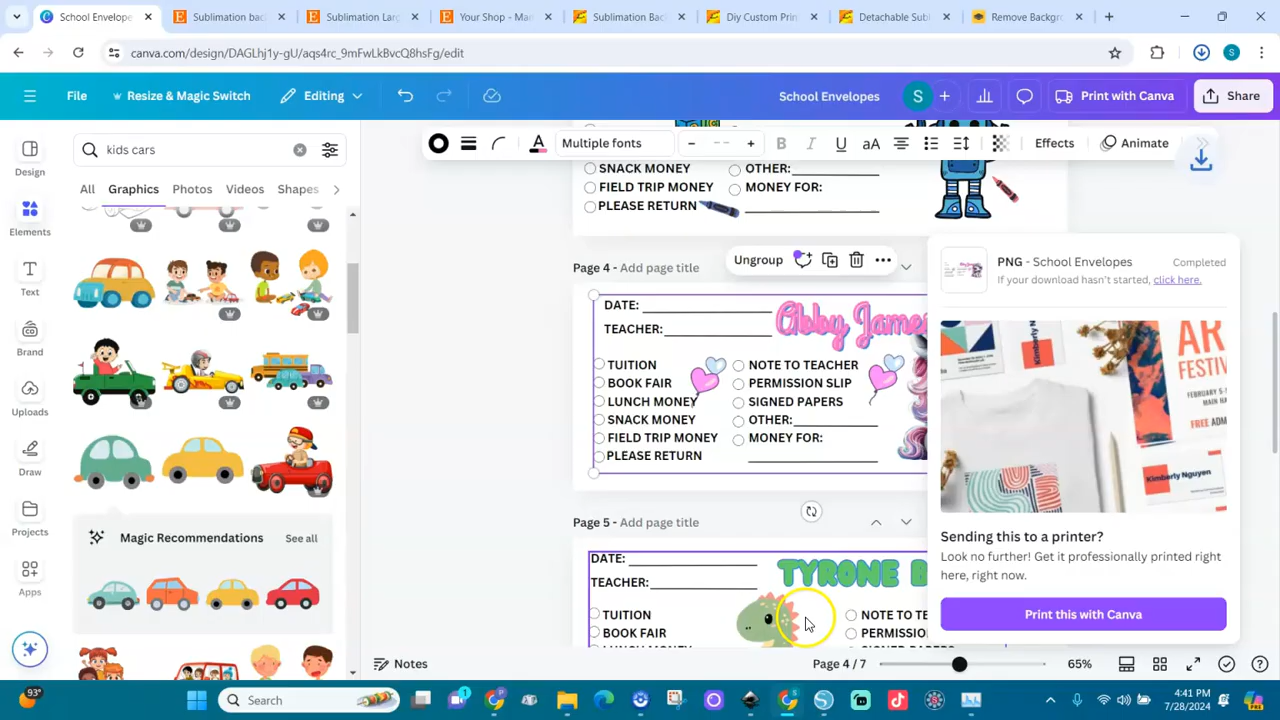 School Envelopes
Sublimation bac
Sublimation Lar
Your Shop - Ma
Sublimation Bac
Diy Custom Prin
Detachable Subl
Remove Backgro
canva.com/design/DAGLhj1y-gU/aqs4rc_9mFwLkBvcQ8hsFg/edit
S
File
Resize & Magic Switch
Editing
School Envelopes
S
Print with Canva
Share
Design
Elements
Text
Brand
Uploads
Draw
Projects
Apps
kids cars
All
Graphics
Photos
Videos
Shapes
Magic Recommendations
See all
Multiple fonts
- -
B I U aA
Effects
Animate
SNACK MONEY
OTHER:
FIELD TRIP MONEY
MONEY FOR:
PLEASE RETURN
Page 4 - Add page title
Ungroup
DATE:
Abby James
TEACHER:
TUITION
NOTE TO TEACHER
BOOK FAIR
PERMISSION SLIP
LUNCH MONEY
SIGNED PAPERS
SNACK MONEY
OTHER:
FIELD TRIP MONEY
MONEY FOR:
PLEASE RETURN
Page 5 - Add page title
DATE:
TYRONE B
TEACHER:
TUITION
NOTE TO TE
BOOK FAIR
PERMISSIO
PNG - School Envelopes
Completed
If your download hasn't started, click here.
AR
FESTIV
FEBRUARY 5-
Kimberly Nguyen
Sending this to a printer?
Look no further! Get it professionally printed right
here, right now.
Print this with Canva
Notes
Page 4 / 7
65%
93°
Search
4:41 PM
7/28/2024